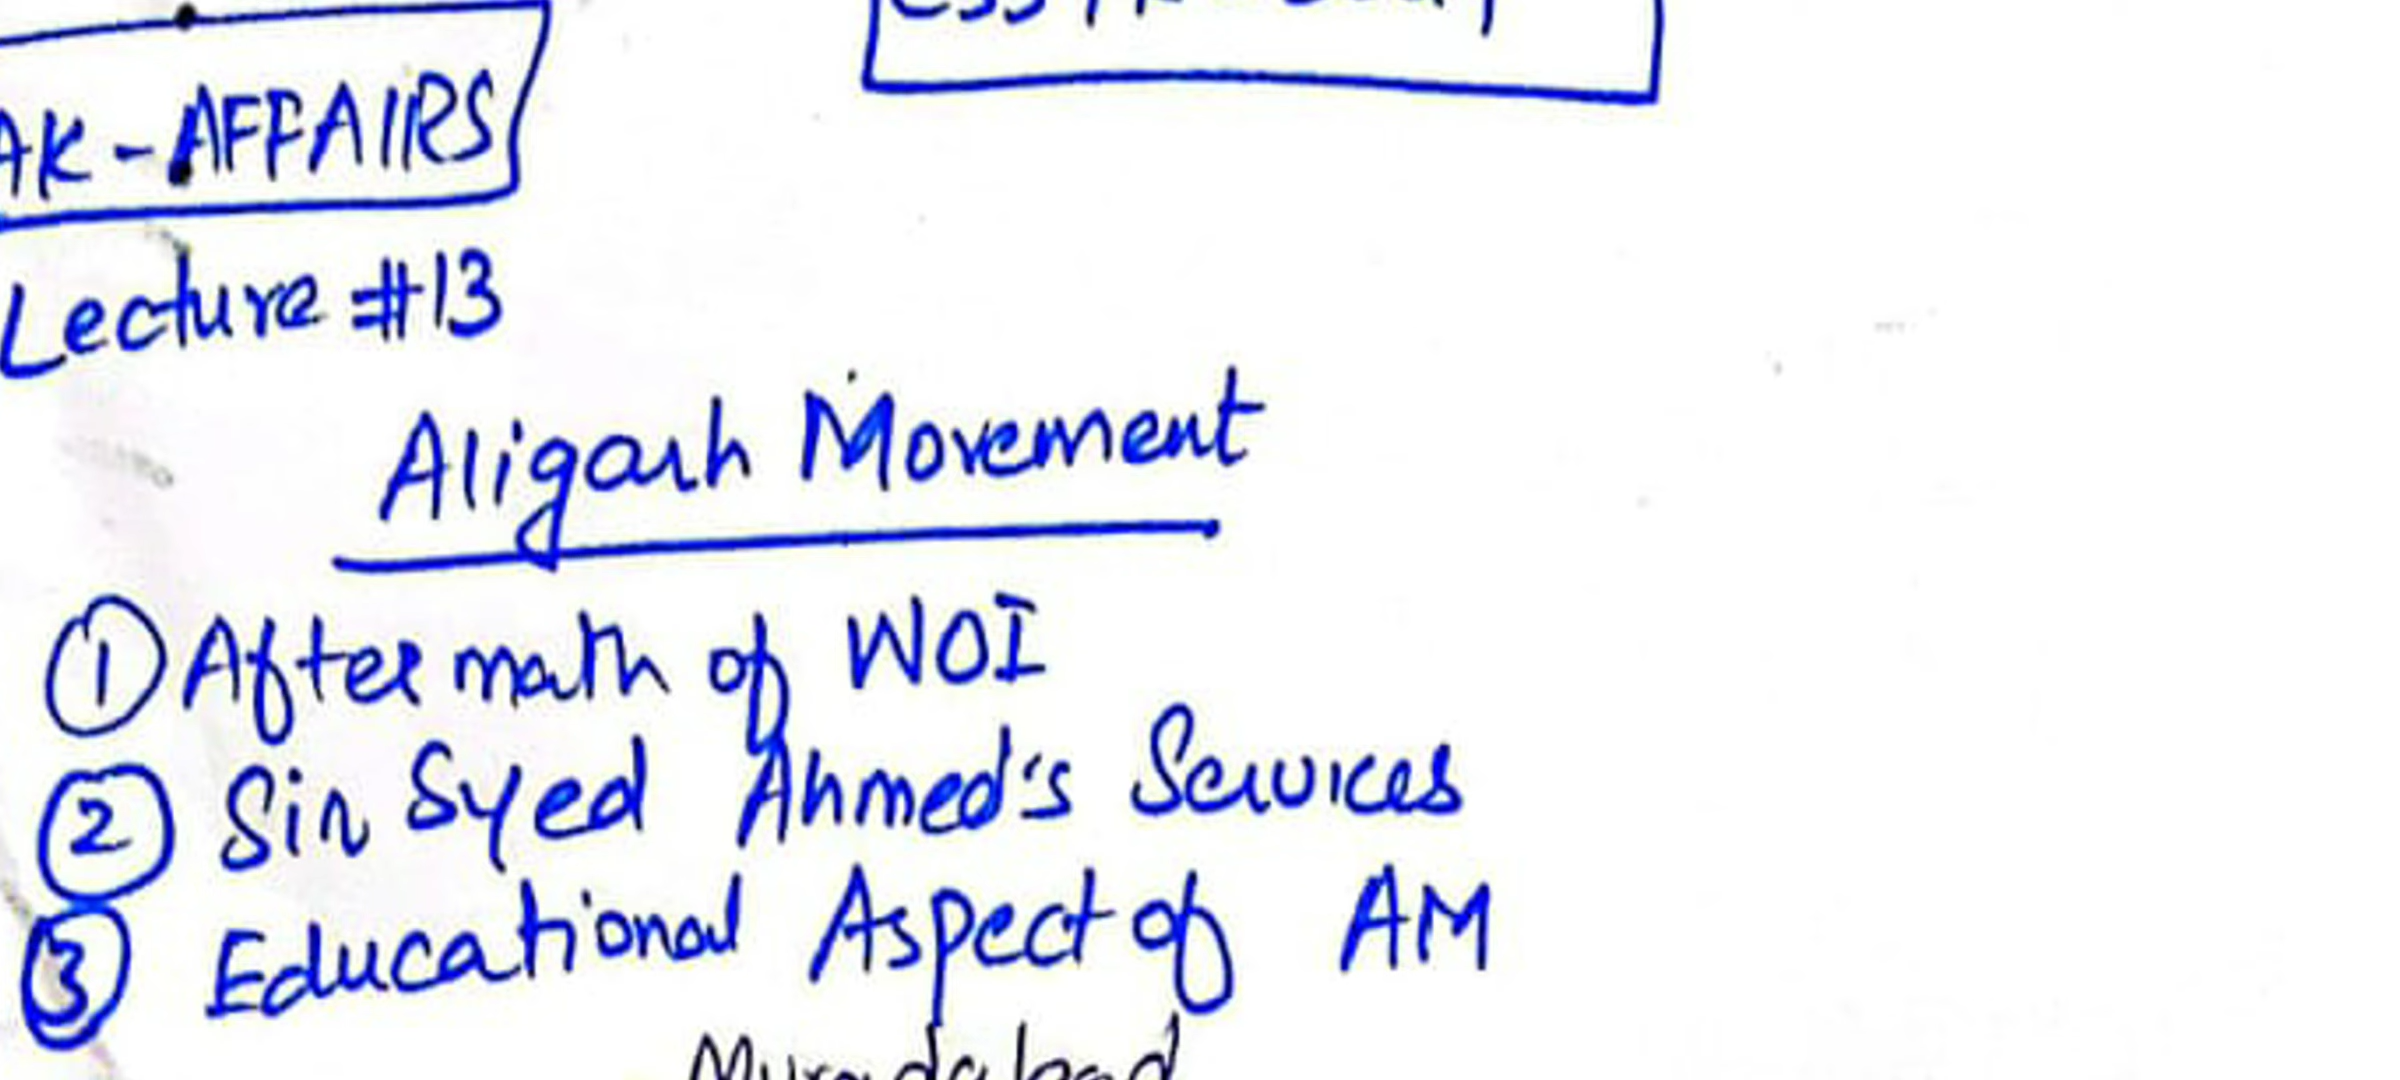 AK-AFFAIRS
Lecture #13
Aligarh Movement
① Aftermath of WOI
② Sir Syed Ahmed's Services
③ Educational Aspect of AM
Muradabad